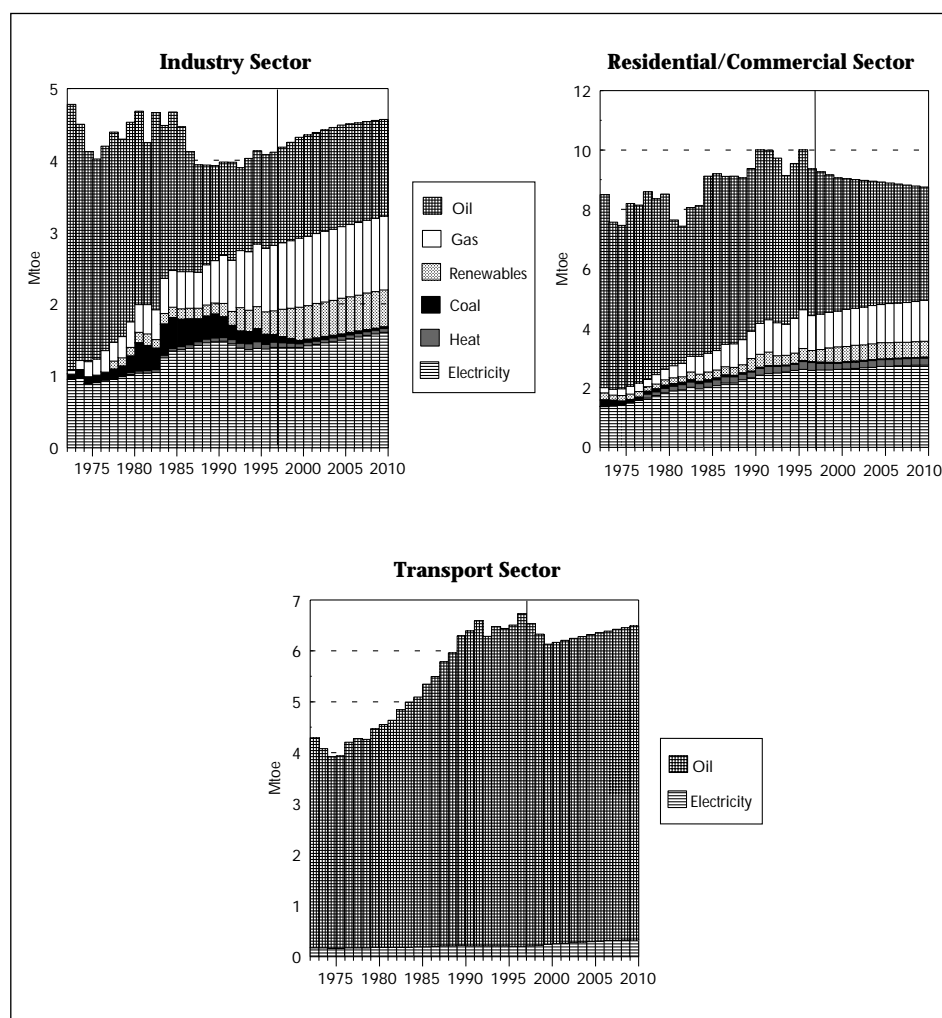 Industry Sector
5
4
3
2
1
0
Mtoe
1975 1980 1985 1990 1995 2000 2005 2010
Oil
Gas
Renewables
Coal
Heat
Electricity
Residential/Commercial Sector
12
10
8
6
4
2
0
Mtoe
1975 1980 1985 1990 1995 2000 2005 2010
Transport Sector
7
6
5
4
3
2
1
0
Mtoe
1975 1980 1985 1990 1995 2000 2005 2010
Oil
Electricity